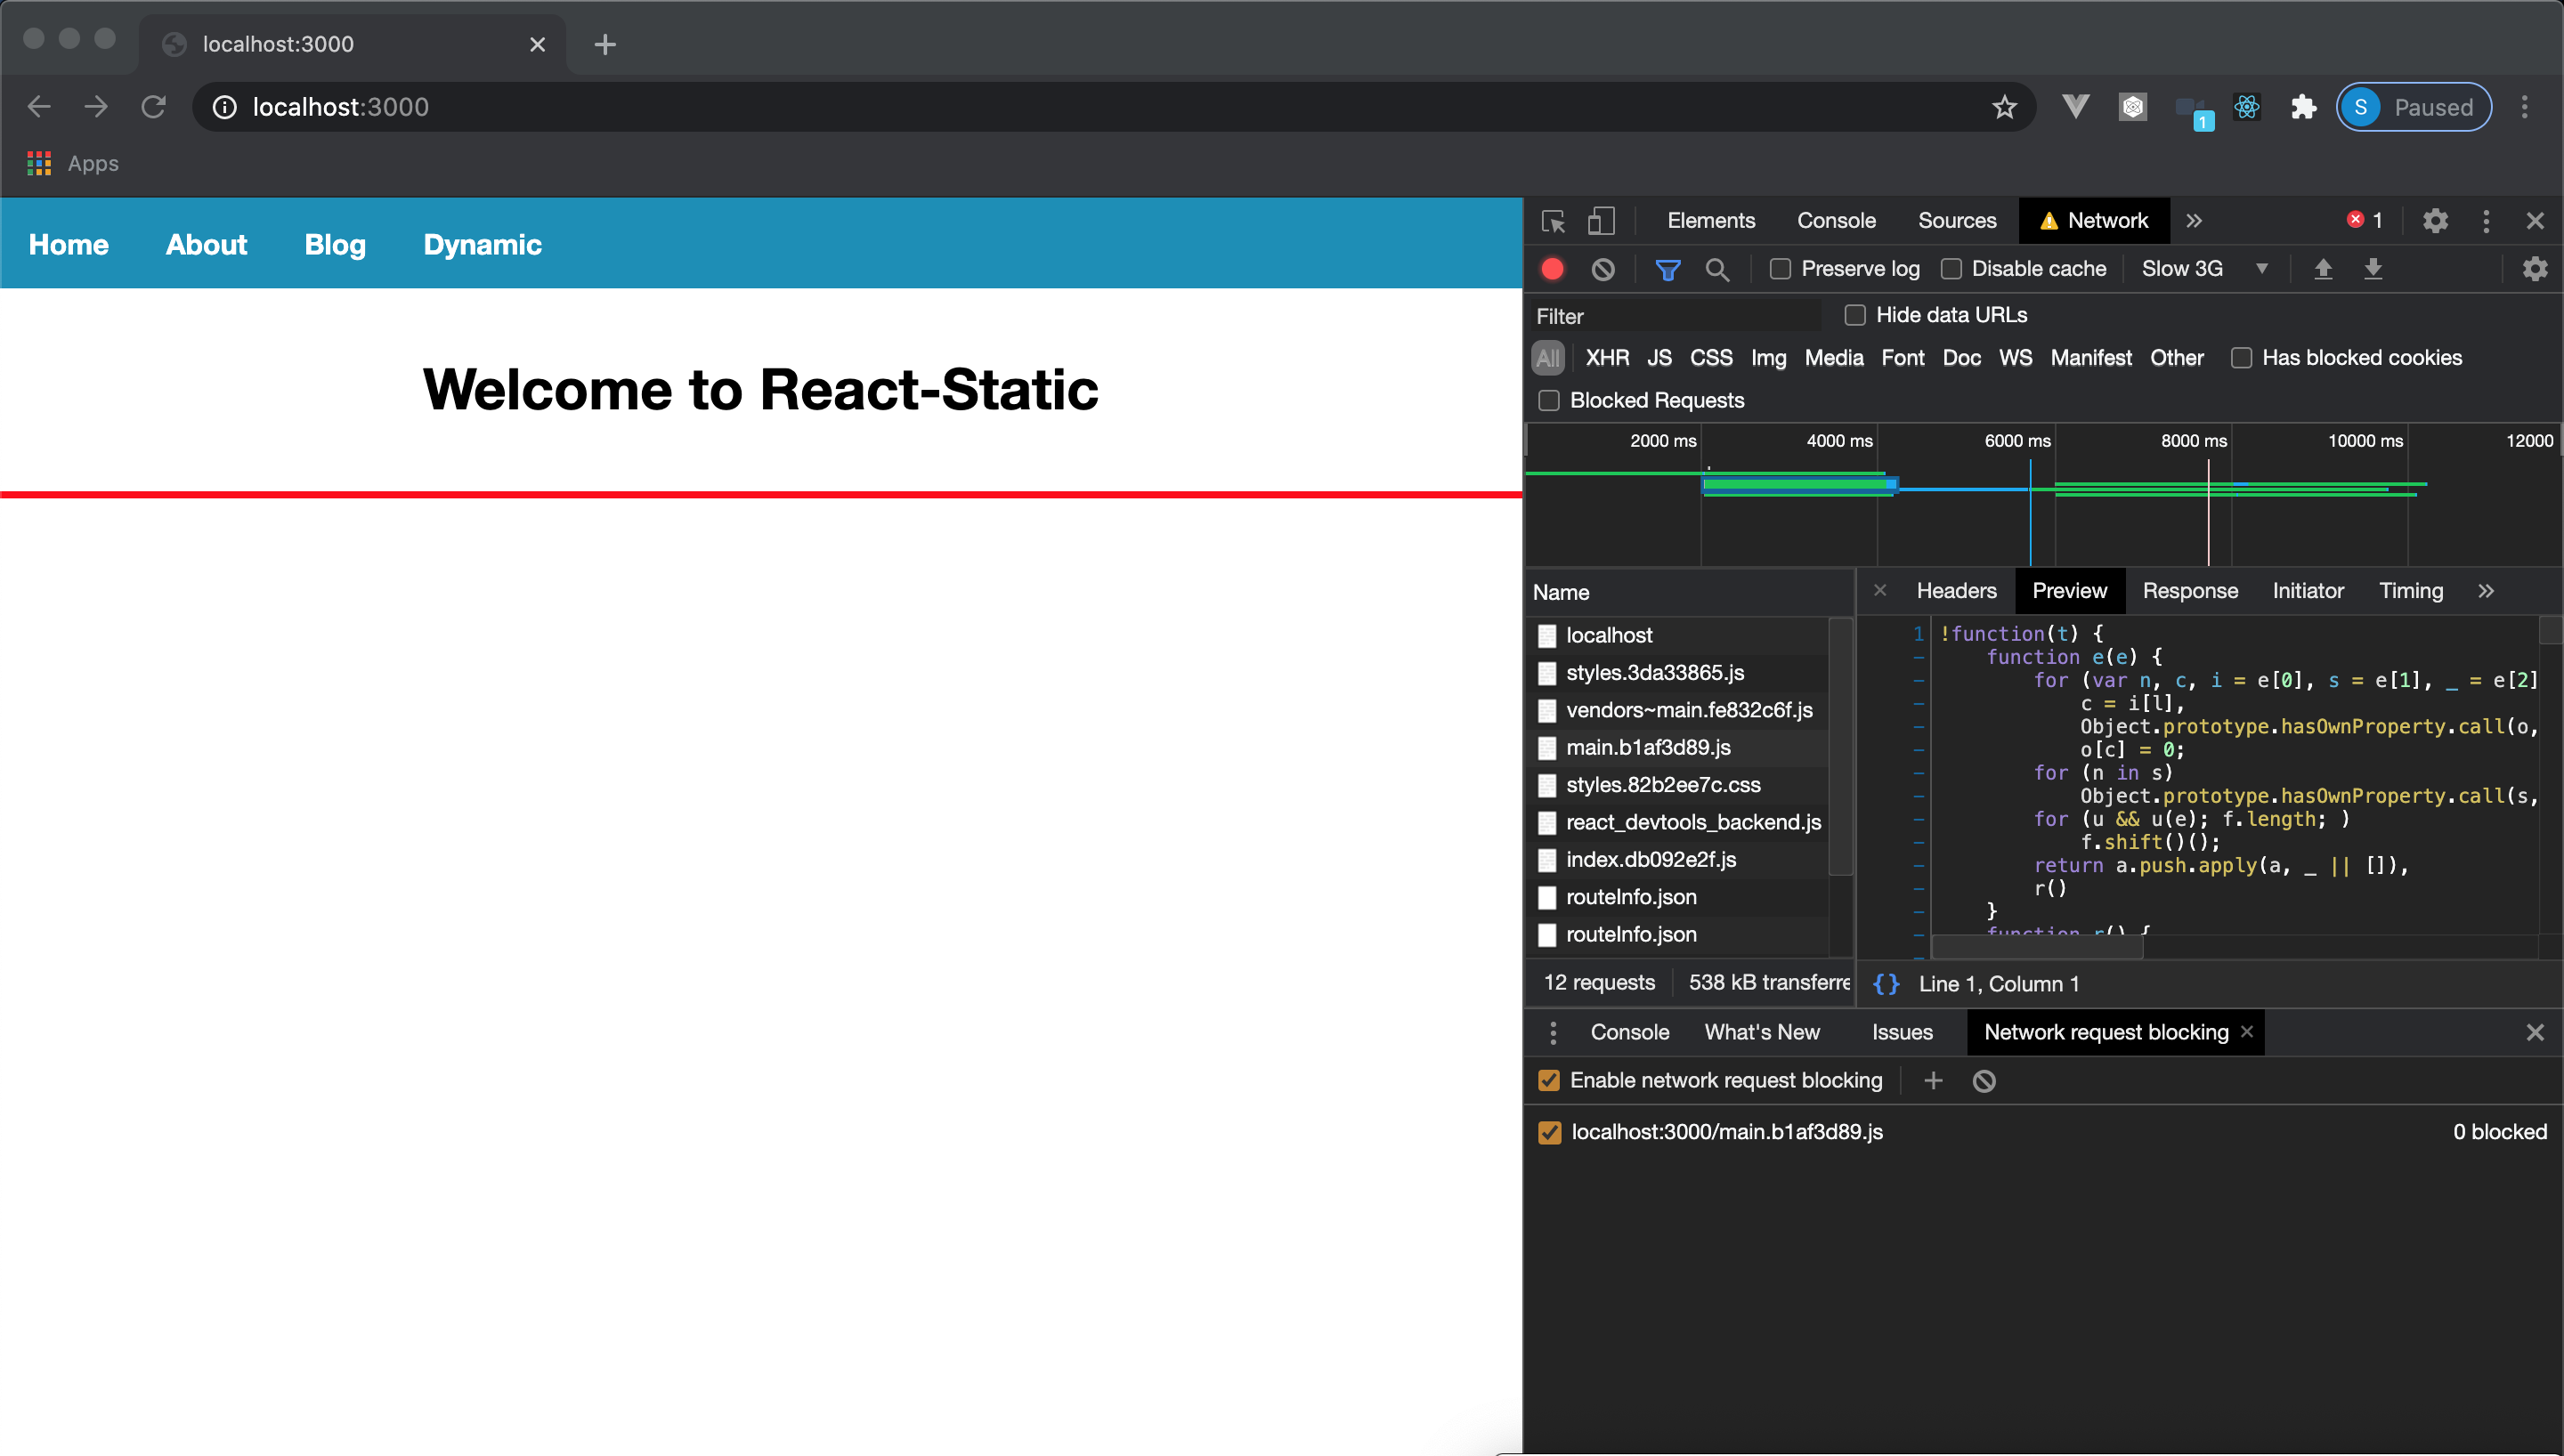 localhost:3000
localhost:3000
1
S Paused
Apps
Home About Blog Dynamic
Welcome to React-Static
Elements Console Sources Network 1
Preserve log Disable cache Slow 3G
Filter Hide data URLs
All XHR JS CSS Img Media Font Doc WS Manifest Other Has blocked cookies
Blocked Requests
2000 ms 4000 ms 6000 ms 8000 ms 10000 ms 12000
Name
localhost
styles.3da33865.js
vendors~main.fe832c6f.js
main.b1af3d89.js
styles.82b2ee7c.css
react_devtools_backend.js
index.db092e2f.js
routeInfo.json
routeInfo.json
12 requests 538 kB transferre
Headers Preview Response Initiator Timing
1 !function(t) {
function e(e) {
for (var n, c, i = e[0], s = e[1], _ = e[2]
c = i[l],
Object.prototype.hasOwnProperty.call(o,
o[c] = 0;
for (n in s)
Object.prototype.hasOwnProperty.call(s,
for (u && u(e); f.length; )
f.shift()();
return a.push.apply(a, _ || []),
r()
}
function r() {
{} Line 1, Column 1
Console What's New Issues Network request blocking
Enable network request blocking
localhost:3000/main.b1af3d89.js 0 blocked